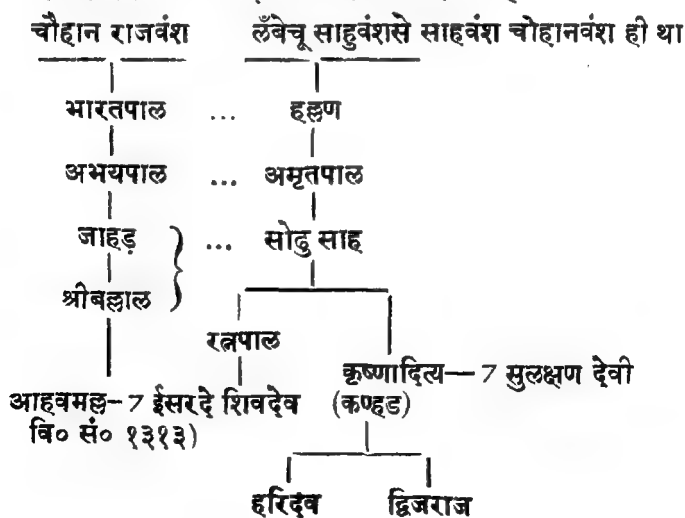 चौहान राजवंश लँबेचू साहुवंशसे साहवंश चोहानवंश ही था
भारतपाल ... हल्लण
अभयपाल ... अमृतपाल
जाहड़ } ... सोढु साह
श्रीबल्लाल
रत्नपाल
कृष्णादित्य— 7 सुलक्षण देवी
आहवमल्ल- 7 ईसरदे शिवदेव (कण्हड)
वि० सं० १३१३)
हरिदेव द्विजराज